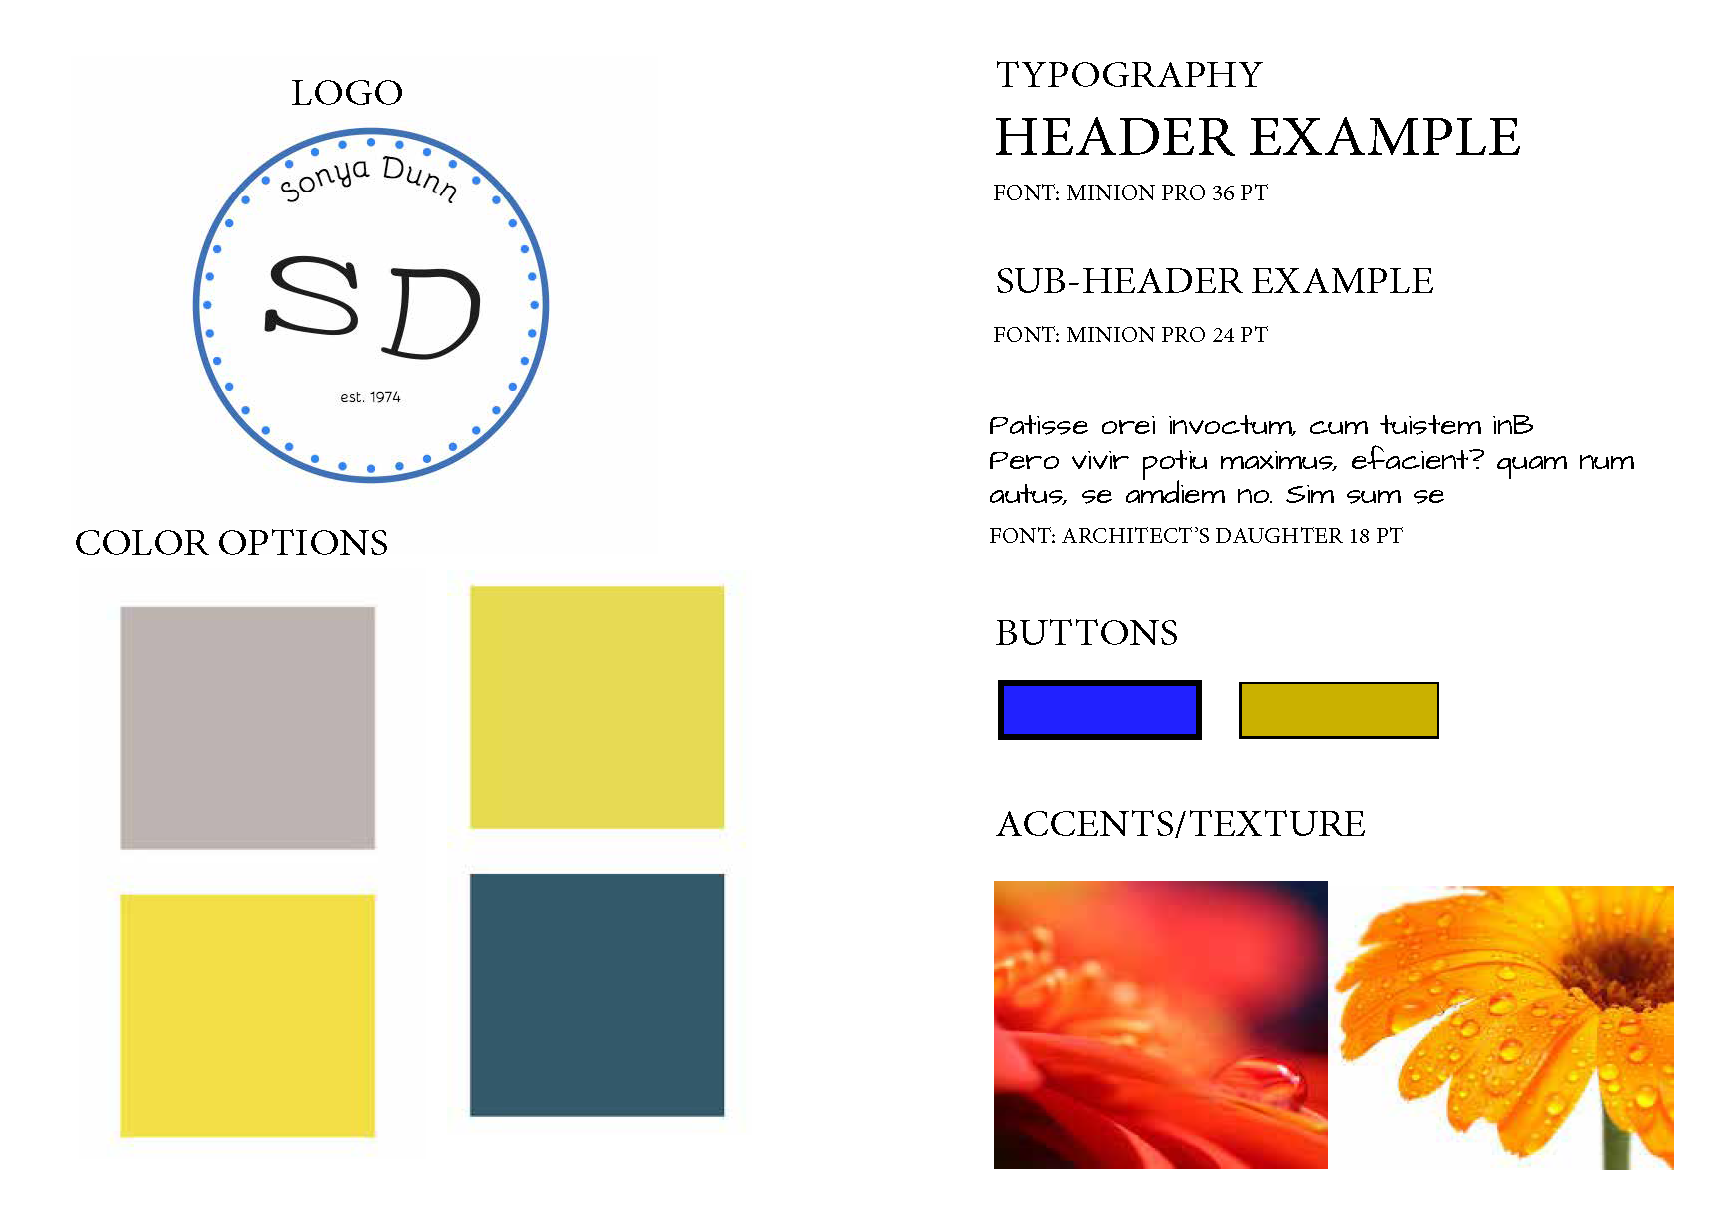 LOGO
Sonya Dunn
SD
est. 1974
COLOR OPTIONS
TYPOGRAPHY
HEADER EXAMPLE
FONT: MINION PRO 36 PT
SUB-HEADER EXAMPLE
FONT: MINION PRO 24 PT
Patisse orei invoctum, cum tuistem inB
Pero vivir potiu maximus, efacient? quam num
autus, se amdiem no. Sim sum se
FONT: ARCHITECT'S DAUGHTER 18 PT
BUTTONS
ACCENTS/TEXTURE